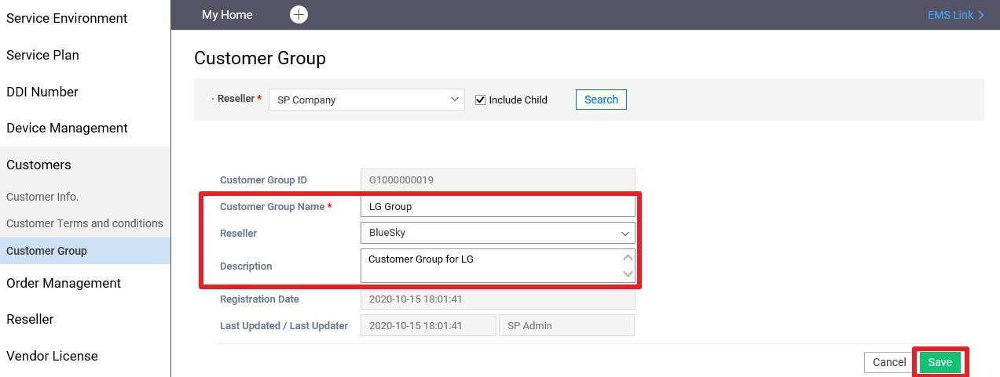 Service Environment
Service Plan
DDI Number
Device Management
Customers
Customer Info.
Customer Terms and conditions
Customer Group
Order Management
Reseller
Vendor License
My Home
EMS Link
Customer Group
· Reseller * SP Company Include Child Search
Customer Group ID G1000000019
Customer Group Name * LG Group
Reseller BlueSky
Description Customer Group for LG
Registration Date 2020-10-15 18:01:41
Last Updated / Last Updater 2020-10-15 18:01:41 SP Admin
Cancel Save